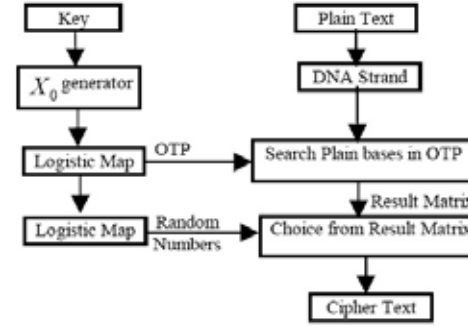 Key
Plain Text
X0 generator
DNA Strand
Logistic Map
OTP
Search Plain bases in OTP
Result Matrix
Logistic Map
Random
Numbers
Choice from Result Matrix
Cipher Text